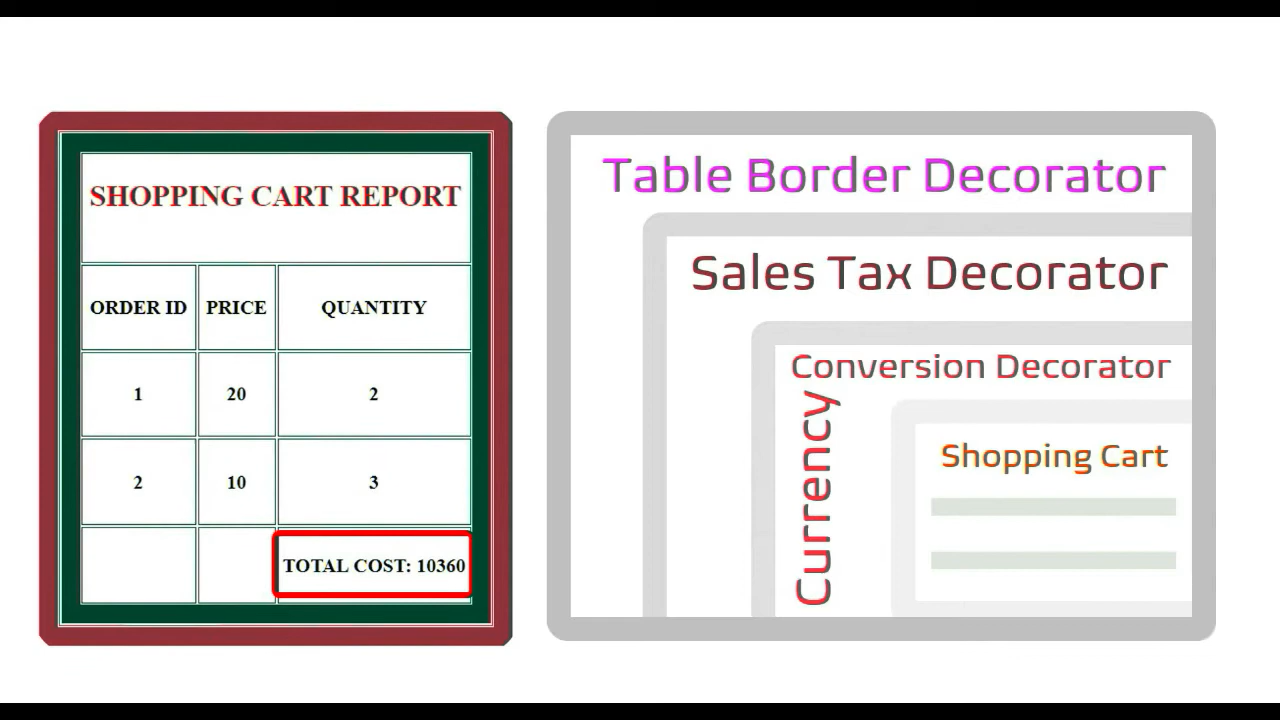 SHOPPING CART REPORT
ORDER ID PRICE QUANTITY
1 20 2
2 10 3
TOTAL COST: 10360
Table Border Decorator
Sales Tax Decorator
Conversion Decorator
Currency
Shopping Cart